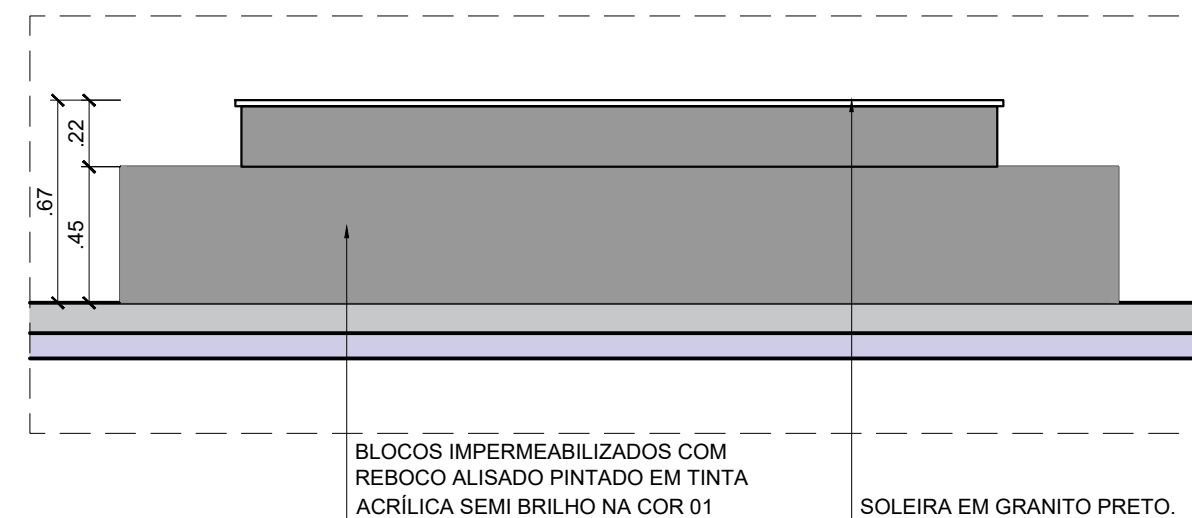 .22
.67
.45
BLOCOS IMPERMEABILIZADOS COM
REBOCO ALISADO PINTADO EM TINTA
ACRÍLICA SEMI BRILHO NA COR 01
SOLEIRA EM GRANITO PRETO.